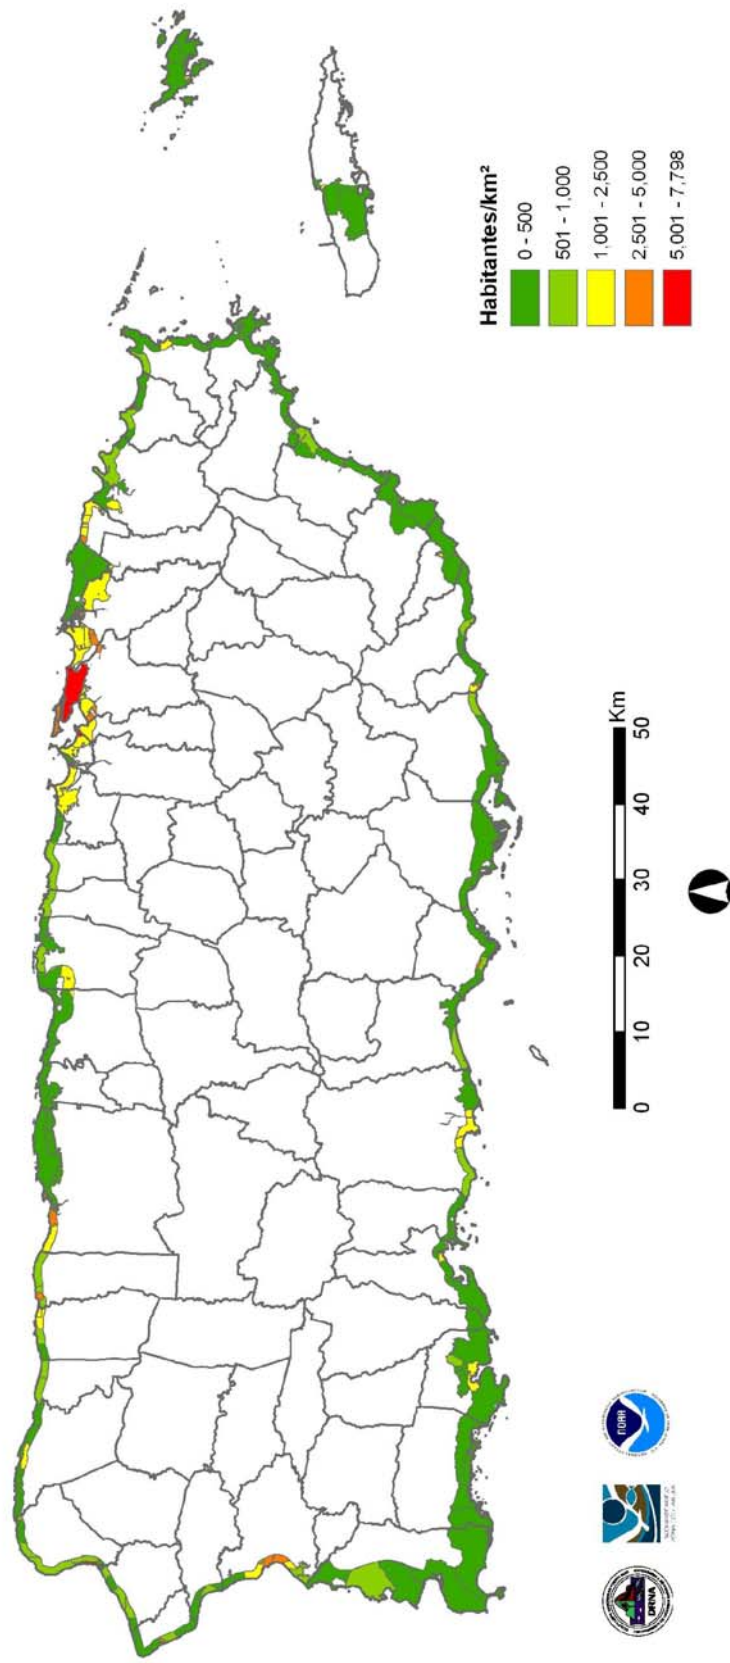 Habitantes/km²
0 - 500
501 - 1,000
1,001 - 2,500
2,501 - 5,000
5,001 - 7,798
0 10 20 30 40 50 Km
DRNA
NOAA